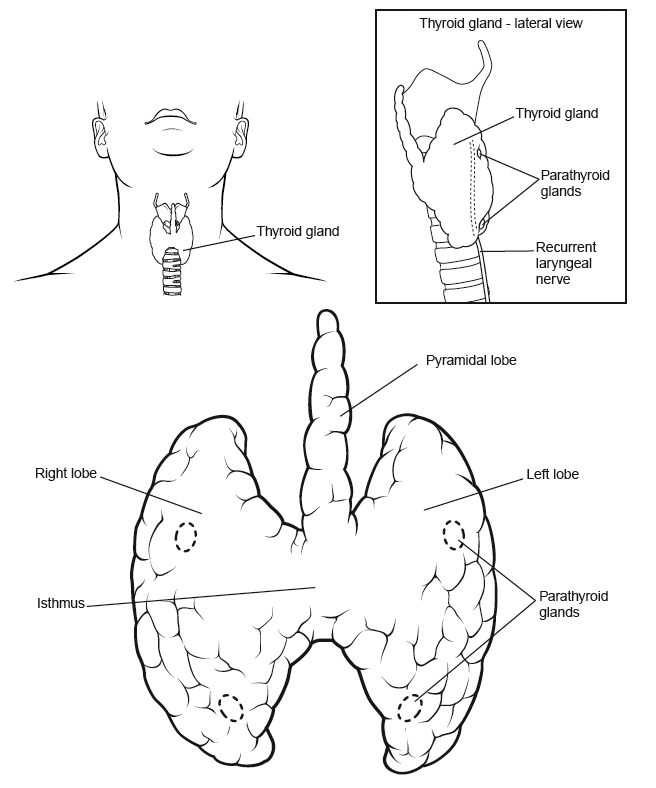 Thyroid gland - lateral view
Thyroid gland
Parathyroid
glands
Recurrent
laryngeal
nerve
Thyroid gland
Pyramidal lobe
Right lobe
Left lobe
Isthmus
Parathyroid
glands